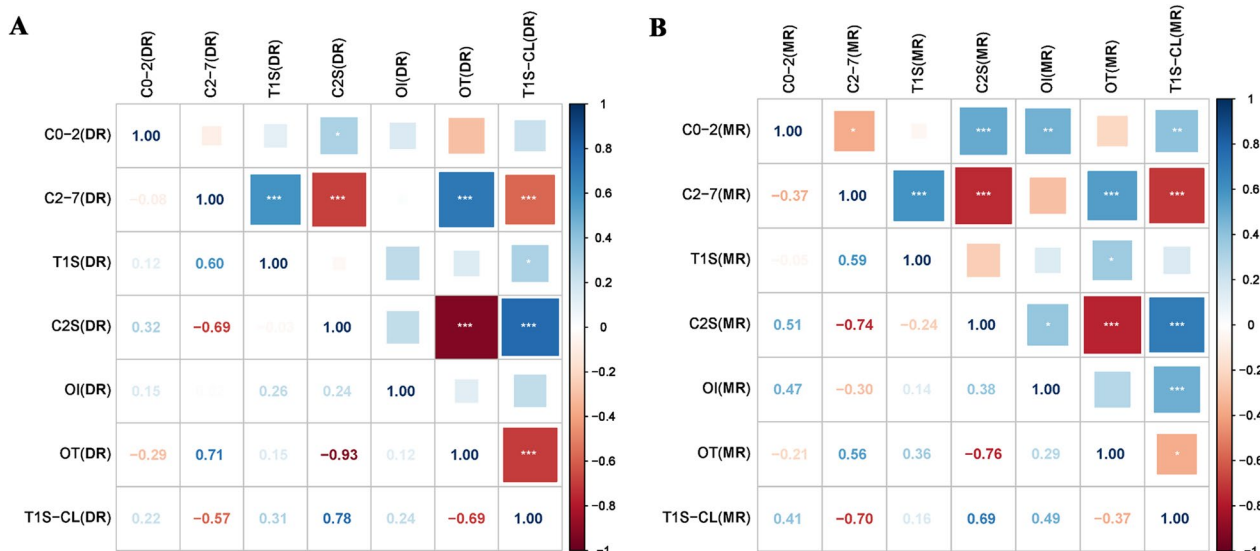 A
C0-2(DR) C2-7(DR) T1S(DR) C2S(DR) OI(DR) OT(DR) T1S-CL(DR)
C0-2(DR) 1.00 *
C2-7(DR) -0.08 1.00 *** *** *** ***
T1S(DR) 0.12 0.60 1.00 *
C2S(DR) 0.32 -0.69 -0.02 1.00 *** ***
OI(DR) 0.15 0.26 0.24 1.00
OT(DR) -0.29 0.71 0.15 -0.93 0.12 1.00 ***
T1S-CL(DR) 0.22 -0.57 0.31 0.78 0.24 -0.69 1.00
1
0.8
0.6
0.4
0.2
0
-0.2
-0.4
-0.6
-0.8
-1
B
C0-2(MR) C2-7(MR) T1S(MR) C2S(MR) OI(MR) OT(MR) T1S-CL(MR)
C0-2(MR) 1.00 * *** ** **
C2-7(MR) -0.37 1.00 *** *** *** ***
T1S(MR) -0.05 0.59 1.00 *
C2S(MR) 0.51 -0.74 -0.24 1.00 * *** ***
OI(MR) 0.47 -0.30 0.14 0.38 1.00 ***
OT(MR) -0.21 0.56 0.36 -0.76 0.29 1.00 *
T1S-CL(MR) 0.41 -0.70 0.16 0.69 0.49 -0.37 1.00
1
0.8
0.6
0.4
0.2
0
-0.2
-0.4
-0.6
-0.8
-1